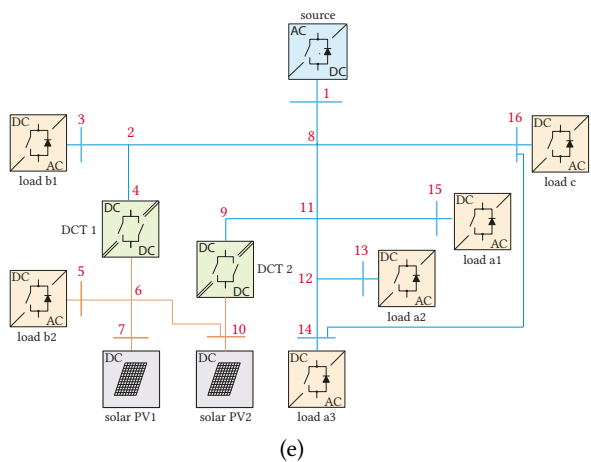 source
AC
DC
1
3
16
DC
AC
load b1
2
8
DC
AC
load c
4
DC
DC
DCT 1
9
11
15
DC
AC
load a1
DC
DC
DCT 2
13
DC
AC
load a2
5
DC
AC
load b2
6
12
7
10
14
DC
solar PV1
DC
solar PV2
DC
AC
load a3
(e)